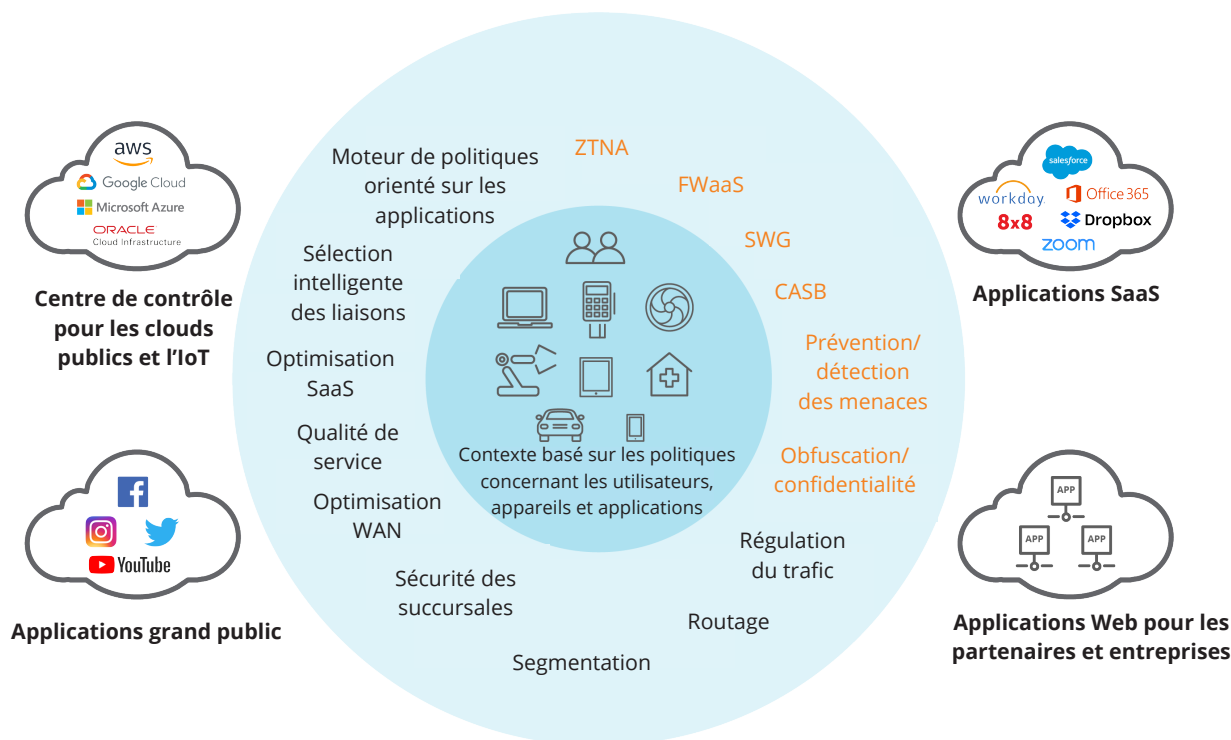 aws
Google Cloud
Microsoft Azure
ORACLE
Cloud Infrastructure
Centre de contrôle
pour les clouds
publics et l’IoT
YouTube
Applications grand public
Moteur de politiques
orienté sur les
applications
Sélection
intelligente
des liaisons
Optimisation
SaaS
Qualité de
service
Optimisation
WAN
Sécurité des
succursales
Segmentation
Routage
Régulation
du trafic
ZTNA
FWaaS
SWG
CASB
Prévention/
détection
des menaces
Obfuscation/
confidentialité
Contexte basé sur les politiques
concernant les utilisateurs,
appareils et applications
salesforce
workday.
Office 365
8x8
Dropbox
zoom
Applications SaaS
APP
APP
APP
Applications Web pour les
partenaires et entreprises